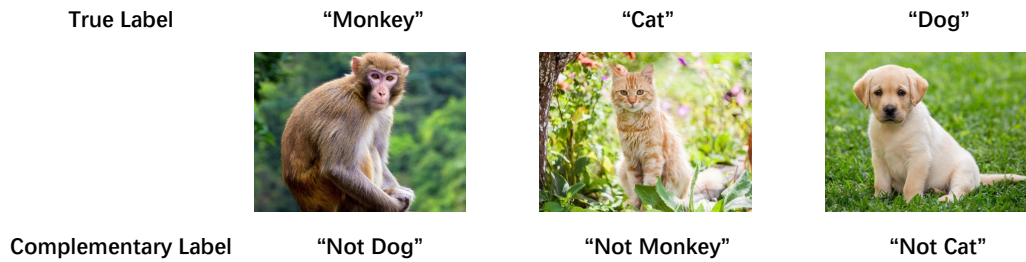 True Label “Monkey” “Cat” “Dog”
Complementary Label “Not Dog” “Not Monkey” “Not Cat”